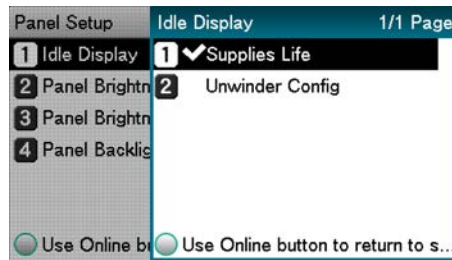 Panel Setup
1 Idle Display
2 Panel Brightn
3 Panel Brightn
4 Panel Backlig
Use Online bu
Idle Display 1/1 Page
1 ✔Supplies Life
2 Unwinder Config
Use Online button to return to s...